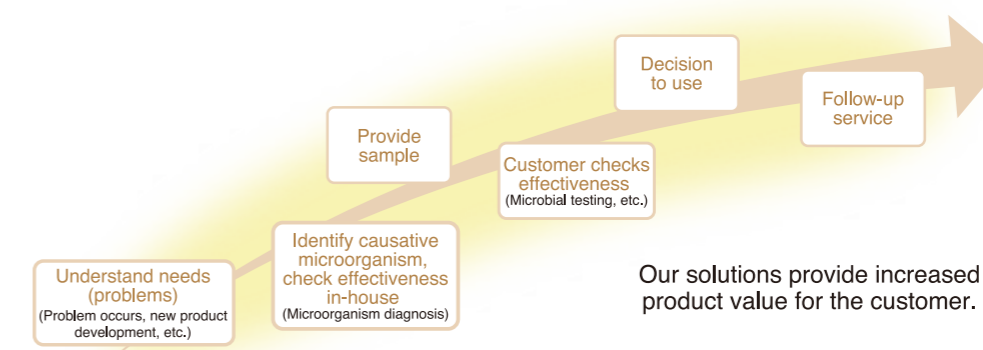 Understand needs
(problems)
(Problem occurs, new product
development, etc.)
Identify causative
microorganism,
check effectiveness
in-house
(Microorganism diagnosis)
Provide
sample
Customer checks
effectiveness
(Microbial testing, etc.)
Decision
to use
Follow-up
service
Our solutions provide increased
product value for the customer.